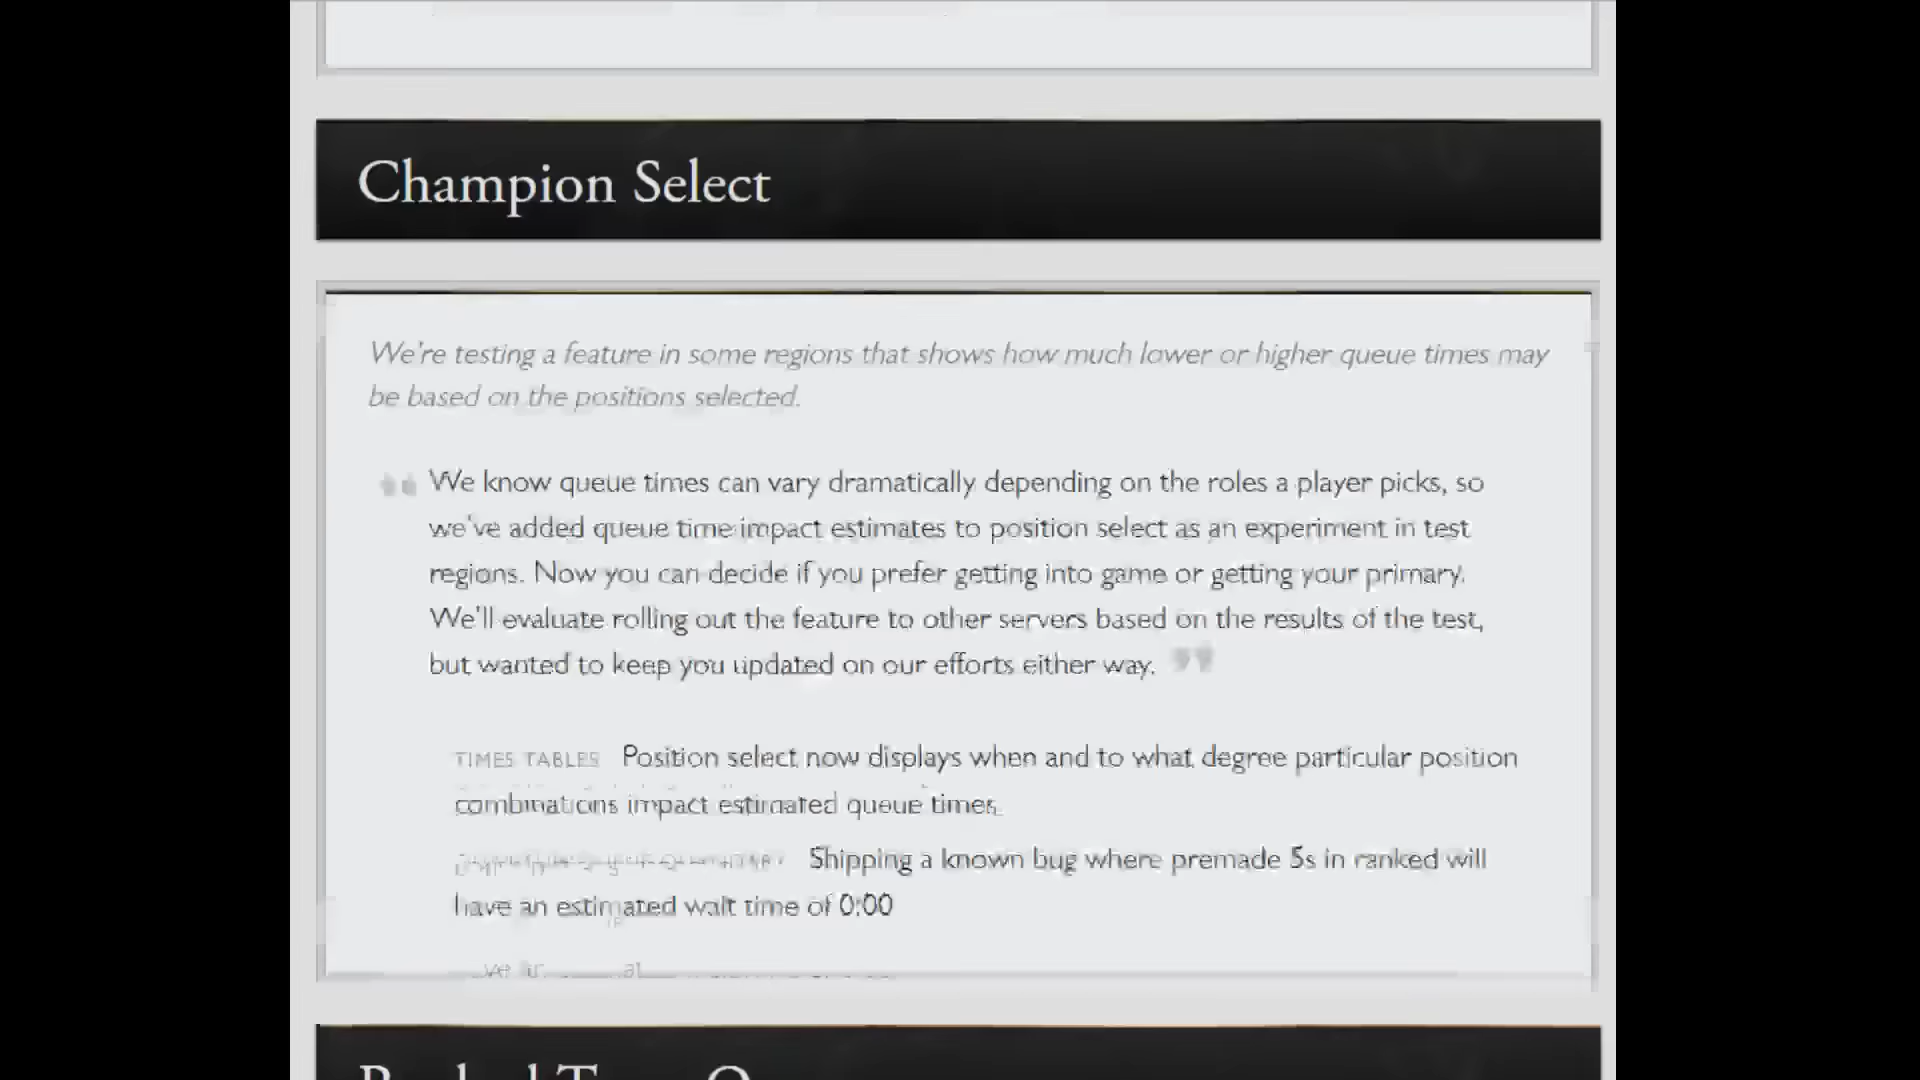 Champion Select
We're testing a feature in some regions that shows how much lower or higher queue times may
be based on the positions selected.
“ We know queue times can vary dramatically depending on the roles a player picks, so
we've added queue time impact estimates to position select as an experiment in test
regions. Now you can decide if you prefer getting into game or getting your primary.
We'll evaluate rolling out the feature to other servers based on the results of the test,
but wanted to keep you updated on our efforts either way. ”
TIMES TABLES Position select now displays when and to what degree particular position
combinations impact estimated queue times.
Shipping a known bug where premade 5s in ranked will
have an estimated wait time of 0:00